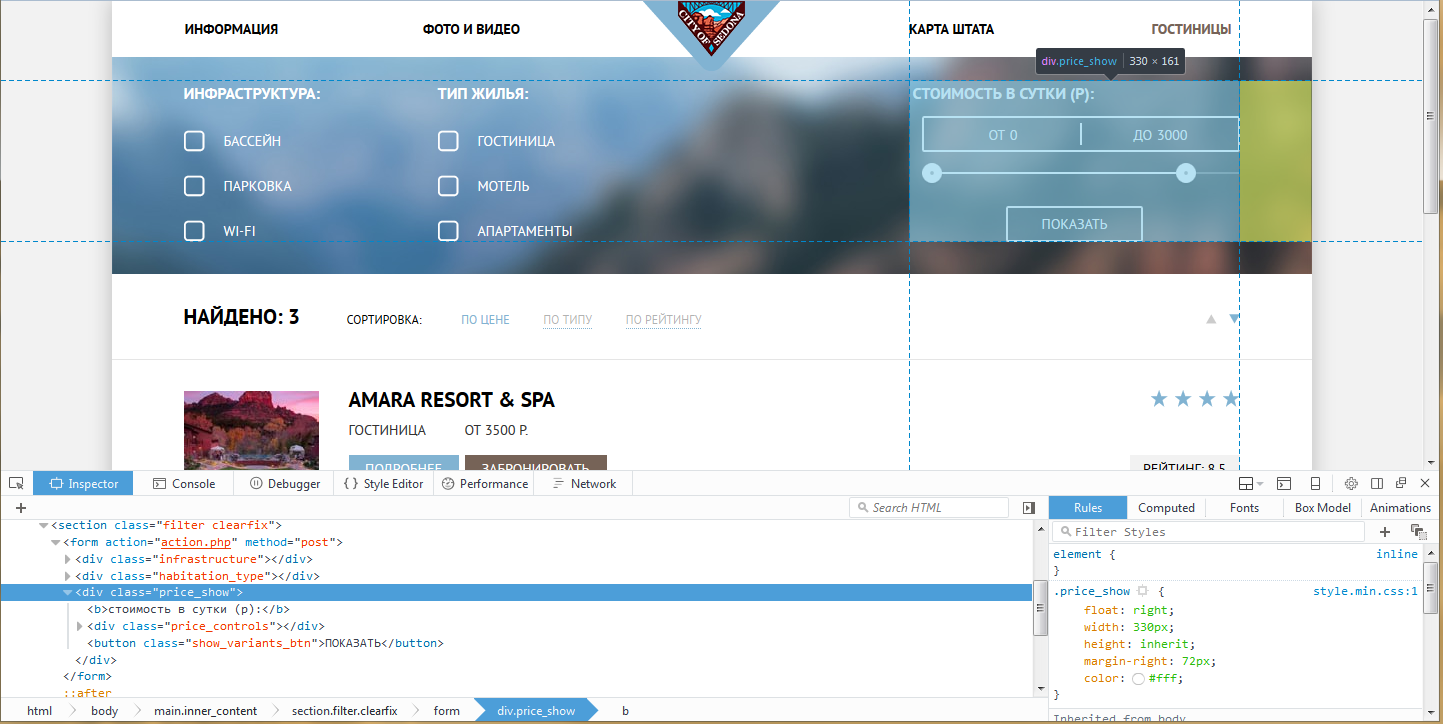 ИНФОРМАЦИЯ ФОТО И ВИДЕО CITY OF SEDONA КАРТА ШТАТА ГОСТИНИЦЫ
div.price_show 330 × 161
ИНФРАСТРУКТУРА: ТИП ЖИЛЬЯ: СТОИМОСТЬ В СУТКИ (Р):
БАССЕЙН ГОСТИНИЦА ОТ 0 ДО 3000
ПАРКОВКА МОТЕЛЬ
WI-FI АПАРТАМЕНТЫ ПОКАЗАТЬ
НАЙДЕНО: 3 СОРТИРОВКА: ПО ЦЕНЕ ПО ТИПУ ПО РЕЙТИНГУ
AMARA RESORT & SPA
ГОСТИНИЦА ОТ 3500 Р.
ПОДРОБНЕЕ ЗАБРОНИРОВАТЬ РЕЙТИНГ: 8,5
Inspector Console Debugger Style Editor Performance Network
Search HTML Rules Computed Fonts Box Model Animations
Filter Styles
<section class="filter clearfix">
<form action="action.php" method="post">
<div class="infrastructure"></div>
<div class="habitation_type"></div>
<div class="price_show">
<b>стоимость в сутки (р):</b>
<div class="price_controls"></div>
<button class="show_variants_btn">ПОКАЗАТЬ</button>
</div>
</form>
::after
element { inline
}
.price_show { style.min.css:1
float: right;
width: 330px;
height: inherit;
margin-right: 72px;
color: #fff;
}
Inherited from body
html body main.inner_content section.filter.clearfix form div.price_show b